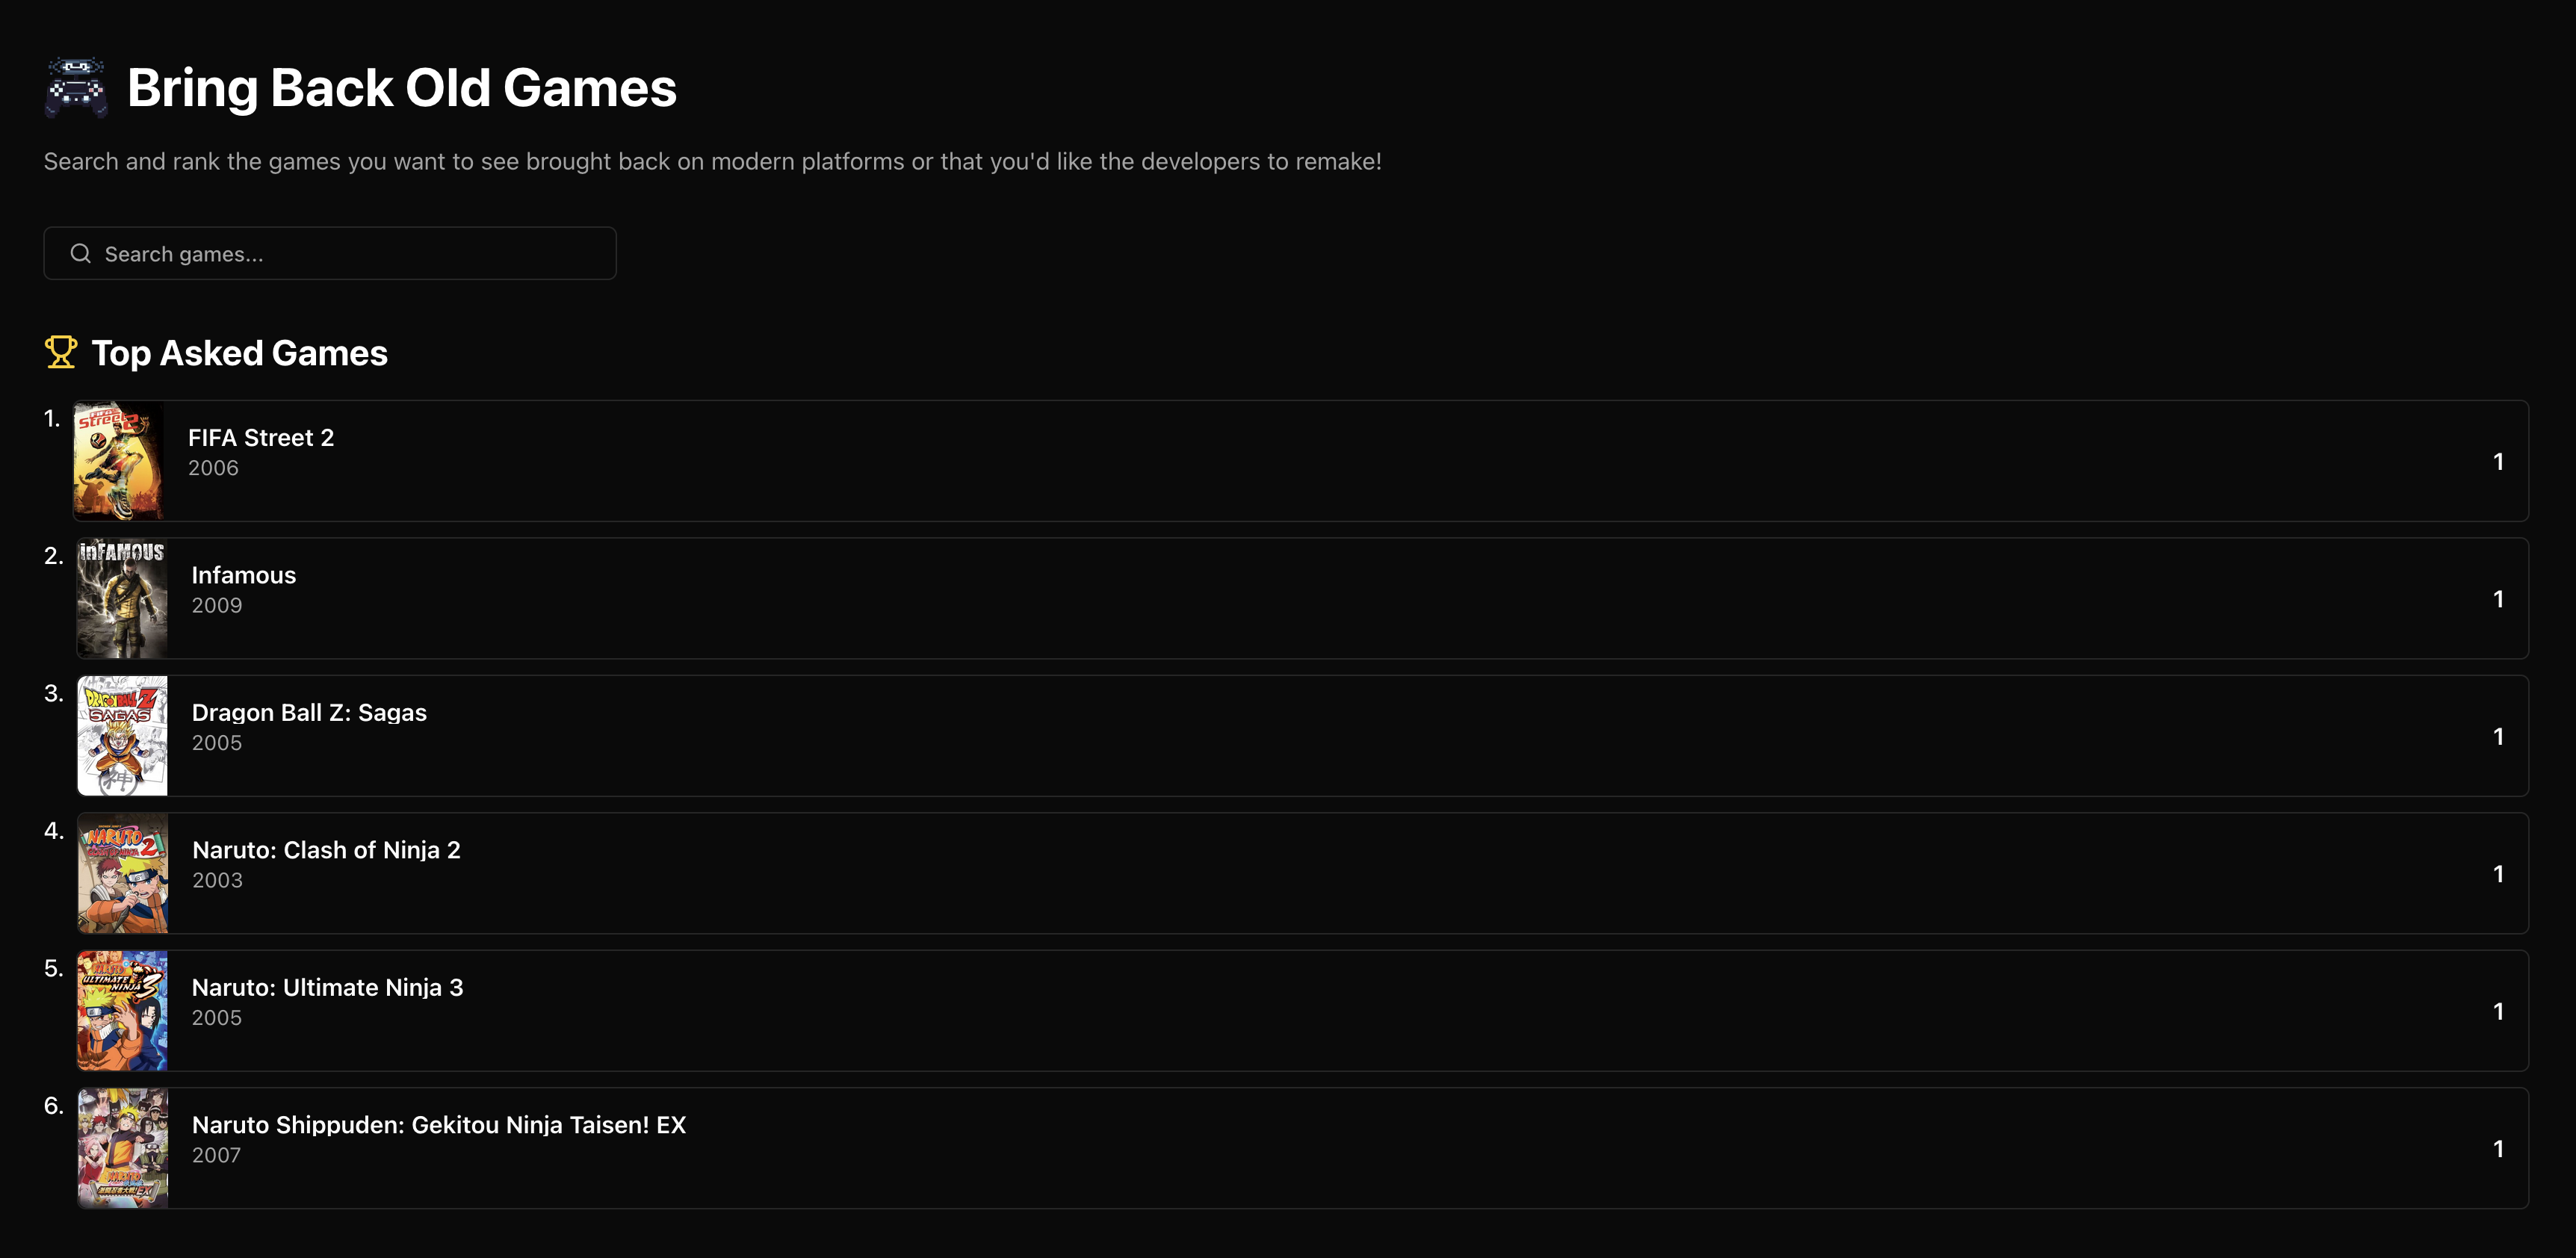 Bring Back Old Games
Search and rank the games you want to see brought back on modern platforms or that you'd like the developers to remake!
Search games...
Top Asked Games
1.
Street 2
FIFA Street 2
2006
1
2.
inFAMOUS
Infamous
2009
1
3.
DRAGON BALL Z
SAGAS
神
Dragon Ball Z: Sagas
2005
1
4.
NARUTO
2
Naruto: Clash of Ninja 2
2003
1
5.
ULTIMATE NINJA 3
Naruto: Ultimate Ninja 3
2005
1
6.
Naruto Shippuden: Gekitou Ninja Taisen! EX
2007
1